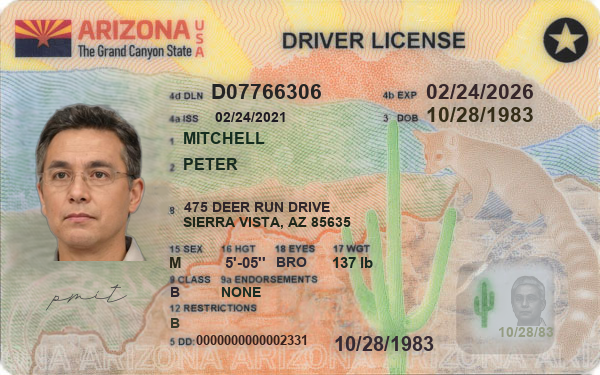 ARIZONA USA
The Grand Canyon State
DRIVER LICENSE
4d DLN D07766306 4b EXP 02/24/2026
4a ISS 02/24/2021 3 DOB 10/28/1983
1 MITCHELL
2 PETER
8 475 DEER RUN DRIVE
SIERRA VISTA, AZ 85635
15 SEX 16 HGT 18 EYES 17 WGT
M 5'-05" BRO 137 lb
9 CLASS 9a ENDORSEMENTS
B NONE
12 RESTRICTIONS
B
pmit
10/28/83
5 DD: 0000000000002331 10/28/1983
ARIZONA ARIZONA ARIZONA ARIZONA